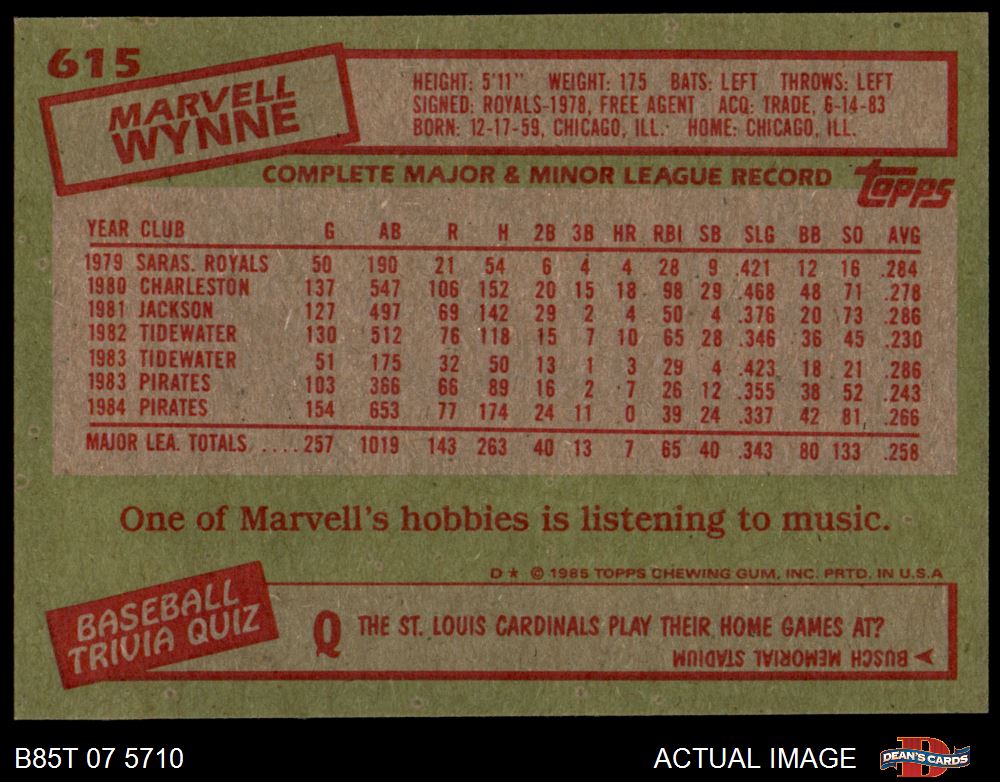 615
MARVELL
WYNNE
HEIGHT: 5'11" WEIGHT: 175 BATS: LEFT THROWS: LEFT
SIGNED: ROYALS-1978, FREE AGENT ACQ: TRADE, 6-14-83
BORN: 12-17-59, CHICAGO, ILL. HOME: CHICAGO, ILL.
COMPLETE MAJOR & MINOR LEAGUE RECORD
topps
YEAR CLUB G AB R H 2B 3B HR RBI SB SLG BB SO AVG
1979 SARAS. ROYALS 50 190 21 54 6 4 4 28 9 .421 12 16 .284
1980 CHARLESTON 137 547 106 152 20 15 18 98 29 .468 48 71 .278
1981 JACKSON 127 497 69 142 29 2 4 50 4 .376 20 73 .286
1982 TIDEWATER 130 512 76 118 15 7 10 65 28 .346 36 45 .230
1983 TIDEWATER 51 175 32 50 13 1 3 29 4 .423 18 21 .286
1983 PIRATES 103 366 66 89 16 2 7 26 12 .355 38 52 .243
1984 PIRATES 154 653 77 174 24 11 0 39 24 .337 42 81 .266
MAJOR LEA. TOTALS ....257 1019 143 263 40 13 7 65 40 .343 80 133 .258
One of Marvell's hobbies is listening to music.
D* © 1985 TOPPS CHEWING GUM, INC. PRTD. IN U.S.A
BASEBALL
TRIVIA QUIZ
Q THE ST. LOUIS CARDINALS PLAY THEIR HOME GAMES AT?
BUSCH MEMORIAL STADIUM
B85T 07 5710 ACTUAL IMAGE DEAN'S CARDS